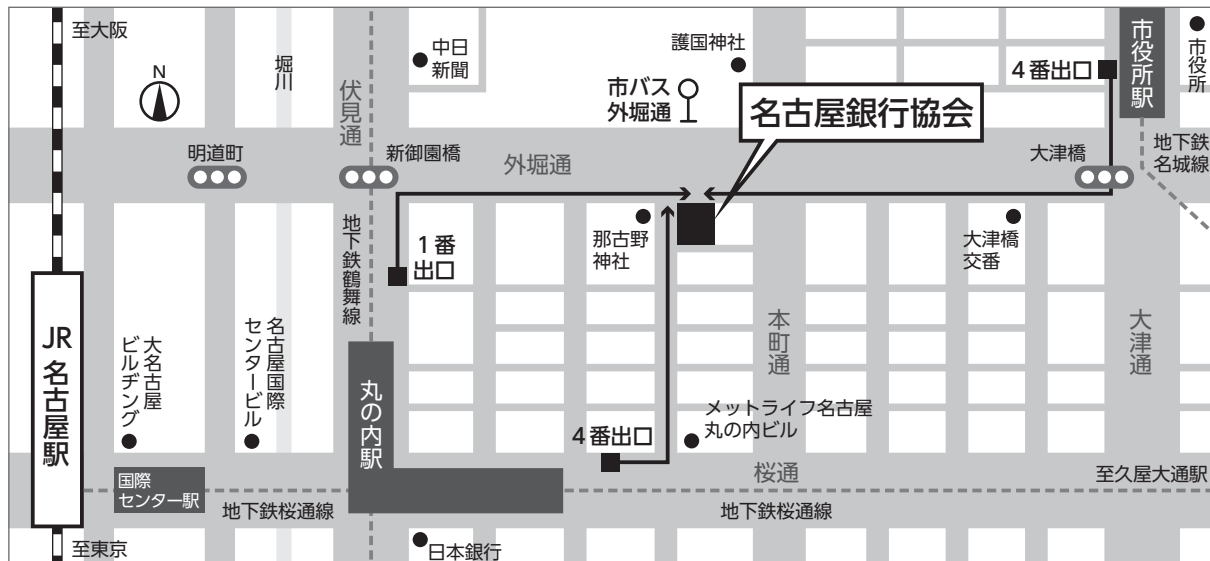 至大阪
N
堀川
伏見通
中日
新聞
護国神社
市バス
外堀通
名古屋銀行協会
4番出口
市役所駅
市役所
地下鉄
名城線
明道町
新御園橋
外堀通
大津橋
地下鉄鶴舞線
1番
出口
那古野
神社
大津橋
交番
本町通
大津通
JR 名古屋駅
大名古屋
ビルヂング
名古屋国際
センタービル
丸の内駅
4番出口
メットライフ名古屋
丸の内ビル
国際
センター駅
地下鉄桜通線
桜通
地下鉄桜通線
至久屋大通駅
至東京
日本銀行